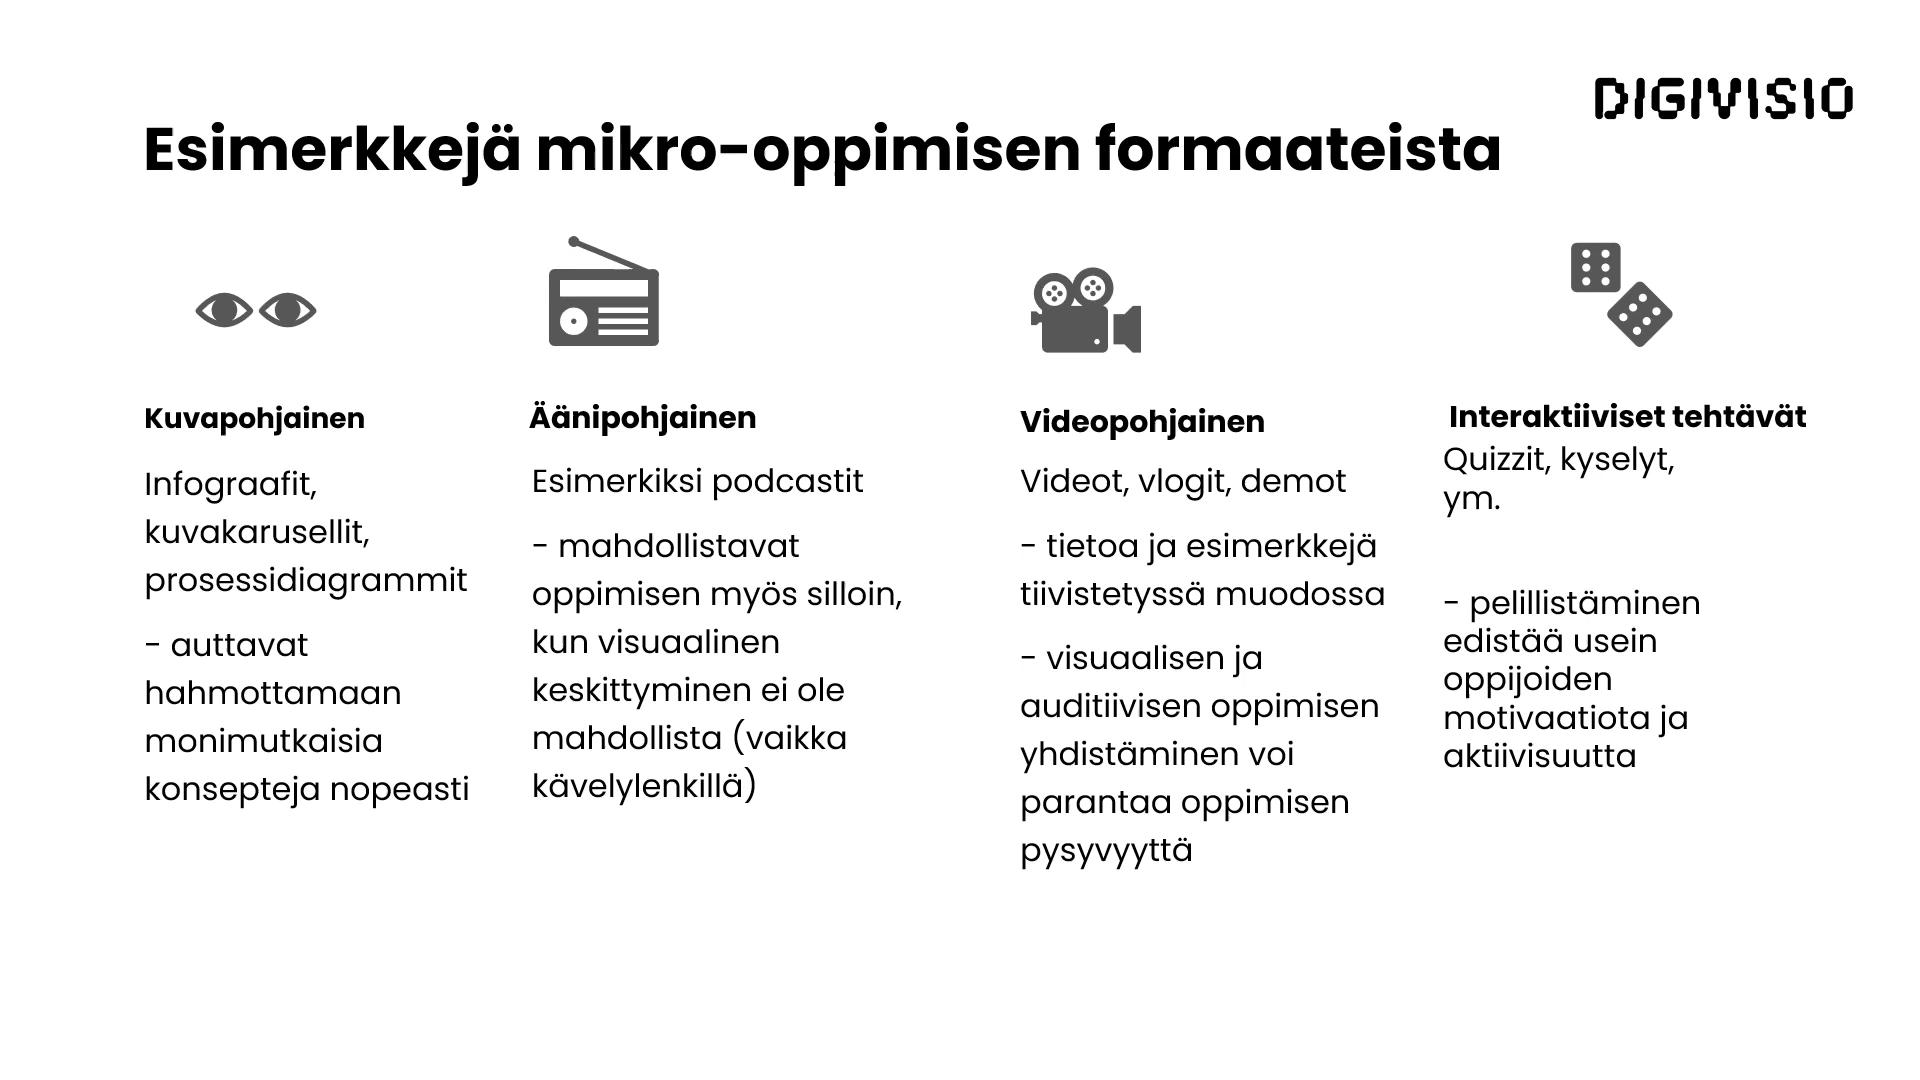 DIGIVISIO
Esimerkkejä mikro-oppimisen formaateista
Kuvapohjainen
Infograafit,
kuvakarusellit,
prosessidiagrammit
- auttavat
hahmottamaan
monimutkaisia
konsepteja nopeasti
Äänipohjainen
Esimerkiksi podcastit
- mahdollistavat
oppimisen myös silloin,
kun visuaalinen
keskittyminen ei ole
mahdollista (vaikka
kävelylenkillä)
Videopohjainen
Videot, vlogit, demot
- tietoa ja esimerkkejä
tiivistetyssä muodossa
- visuaalisen ja
auditiivisen oppimisen
yhdistäminen voi
parantaa oppimisen
pysyvyyttä
Interaktiiviset tehtävät
Quizzit, kyselyt,
ym.
- pelillistäminen
edistää usein
oppijoiden
motivaatiota ja
aktiivisuutta